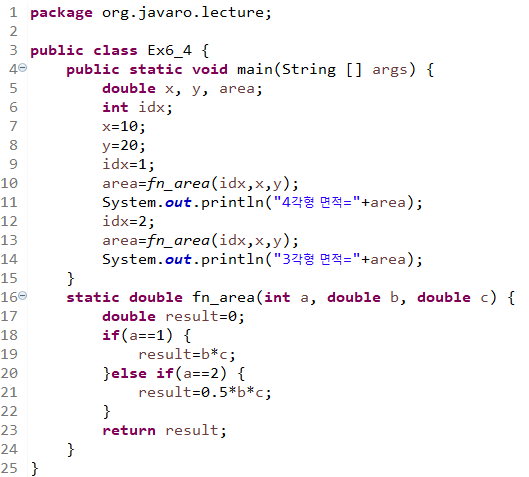 1 package org.javaro.lecture;
2
3 public class Ex6_4 {
4 public static void main(String [] args) {
5 double x, y, area;
6 int idx;
7 x=10;
8 y=20;
9 idx=1;
10 area=fn_area(idx,x,y);
11 System.out.println("4각형 면적="+area);
12 idx=2;
13 area=fn_area(idx,x,y);
14 System.out.println("3각형 면적="+area);
15 }
16 static double fn_area(int a, double b, double c) {
17 double result=0;
18 if(a==1) {
19 result=b*c;
20 }else if(a==2) {
21 result=0.5*b*c;
22 }
23 return result;
24 }
25 }